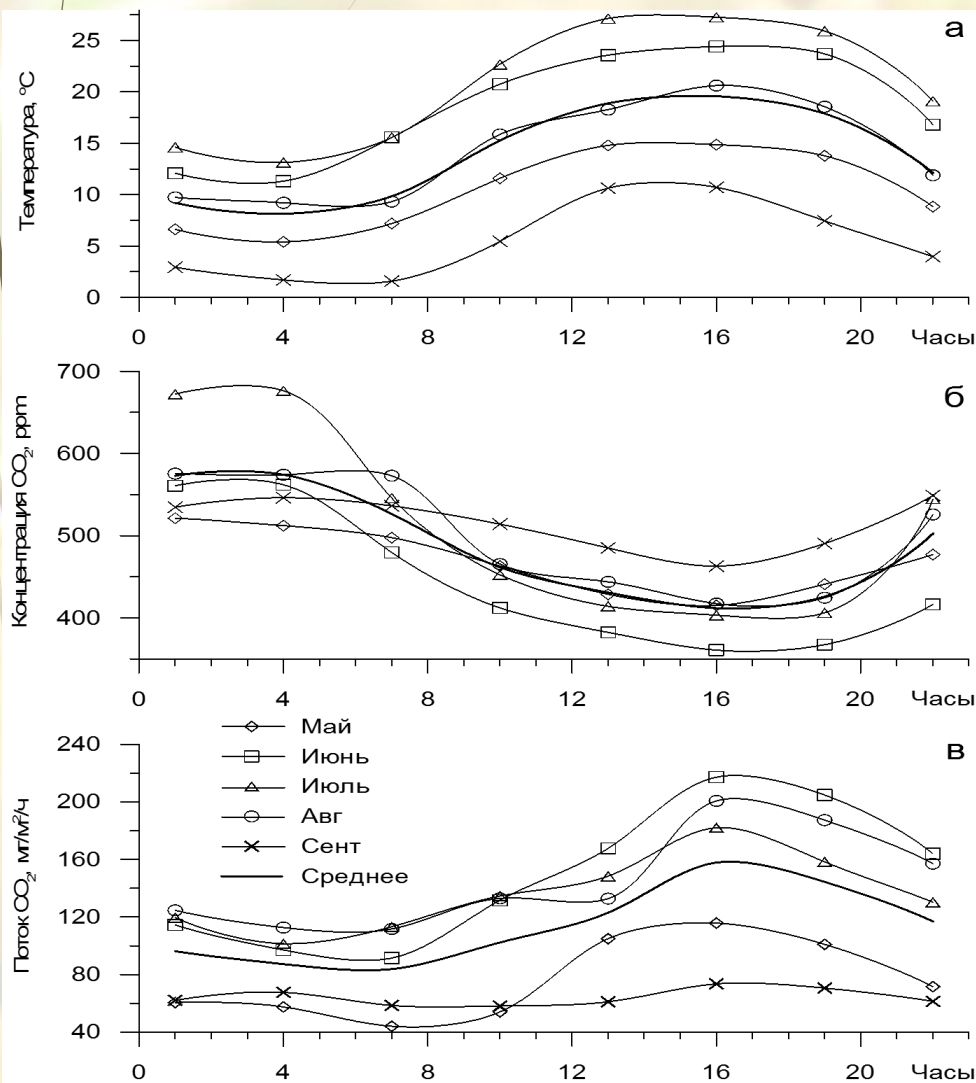 а
Температура, °C
25
20
15
10
5
0
0 4 8 12 16 20 Часы
б
Концентрация CO₂, ppm
700
600
500
400
0 4 8 12 16 20 Часы
в
Поток CO₂, мг/м²/ч
240
200
160
120
80
40
Май
Июнь
Июль
Авг
Сент
Среднее
0 4 8 12 16 20 Часы